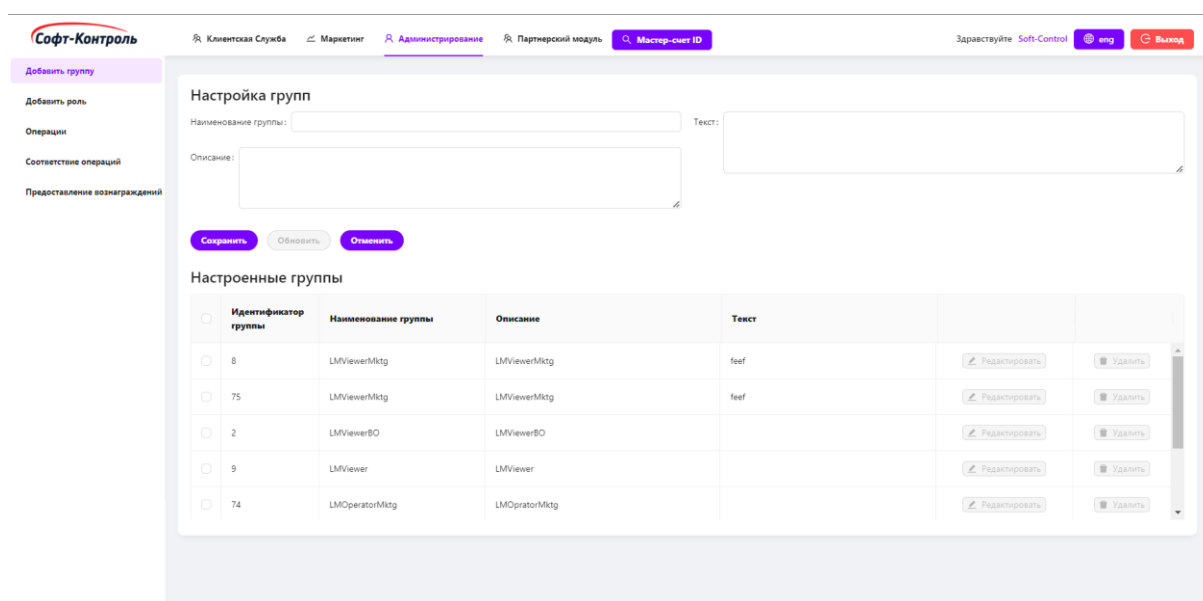 Софт-Контроль
Клиентская Служба Маркетинг Администрирование Партнерский модуль Мастер-счет ID Здравствуйте Soft-Control eng Выход
Добавить группу
Добавить роль
Операции
Соответствие операций
Предоставление вознаграждений
Настройка групп
Наименование группы: Текст:
Описание:
Сохранить Обновить Отменить
Настроенные группы
Идентификатор группы Наименование группы Описание Текст
8 LMViewerMktg LMViewerMktg feef Редактировать Удалить
75 LMViewerMktg LMViewerMktg feef Редактировать Удалить
2 LMViewerBO LMViewerBO Редактировать Удалить
9 LMViewer LMViewer Редактировать Удалить
74 LMOperatorMktg LMOpratorMktg Редактировать Удалить